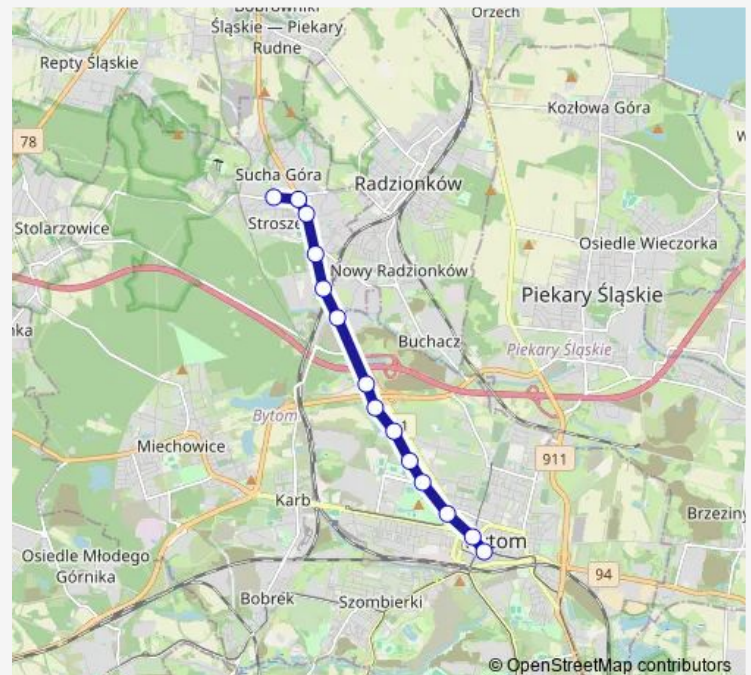 Śląskie — Piekary
Rudne
Orzech
Repty Śląskie
Kozłowa Góra
78
Sucha Góra
Radzionków
Stolarzowice
Osiedle Wieczorka
Nowy Radzionków
Piekary Śląskie
Buchacz
Piekary Śląskie
Bytom
Miechowice
911
Karb
Osiedle Młodego
Górnika
94
Bobrek
Szombierki
© OpenStreetMap contributors